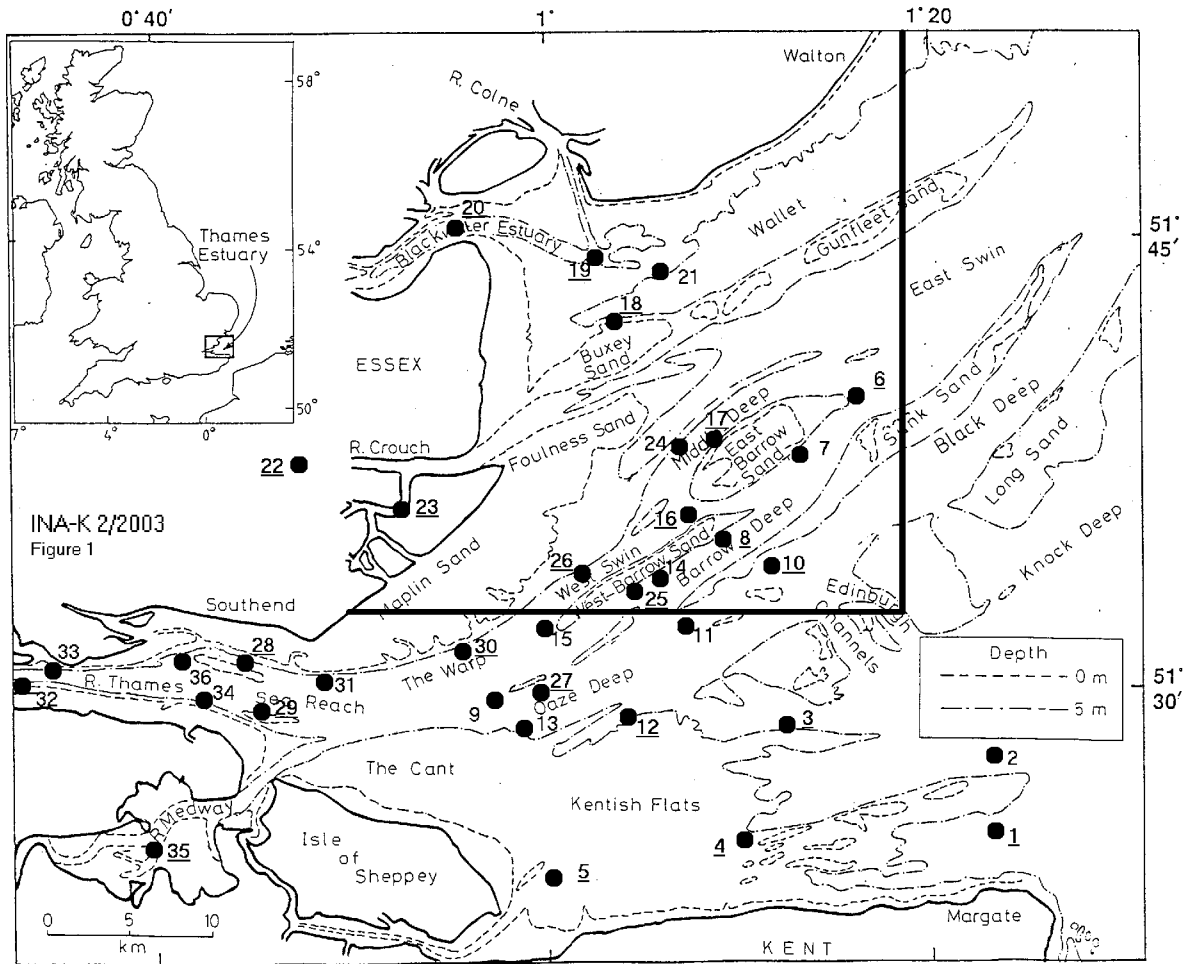 0° 40'
1°
1° 20'
Walton
R. Colne
58°
Thames
Estuary
54°
50°
7°
4°
0°
20
Blackwater Estuary
19
21
Wallet
Gunfleet Sand
51°
45'
East Swin
18
Buxey
Sand
ESSEX
6
Sunk Sand
Black Deep
Long Sand
Knock Deep
17
24
East
Barrow
Sand
7
R. Crouch
Foulness Sand
22
23
INA-K 2/2003
Figure 1
16
8
Barrow Deep
10
26
West Swin
West-Barrow Sand
14
25
Maplin Sand
Edinburgh
Channels
Southend
11
15
30
The Warp
33
28
36
31
R. Thames
34
32
Sea Reach
29
9
27
Oaze Deep
13
12
3
Depth
0 m
5 m
51°
30'
2
The Cant
Kentish Flats
R. Medway
35
Isle
of
Sheppey
5
4
1
0
5
10
km
Margate
KENT